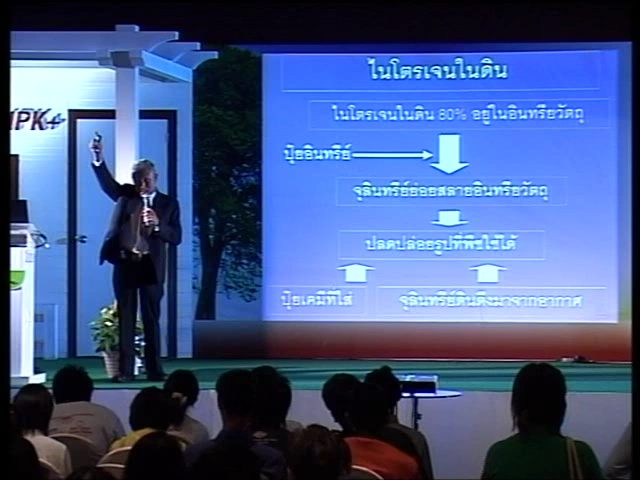 NPK+
ไนโตรเจนในดิน
ไนโตรเจนในดิน 80% อยู่ในอินทรียวัตถุ
ปุ๋ยอินทรีย์
จุลินทรีย์ย่อยสลายอินทรียวัตถุ
ปลดปล่อยรูปที่พืชใช้ได้
ปุ๋ยเคมีที่ใส่
จุลินทรีย์ดินดึงมาจากอากาศ